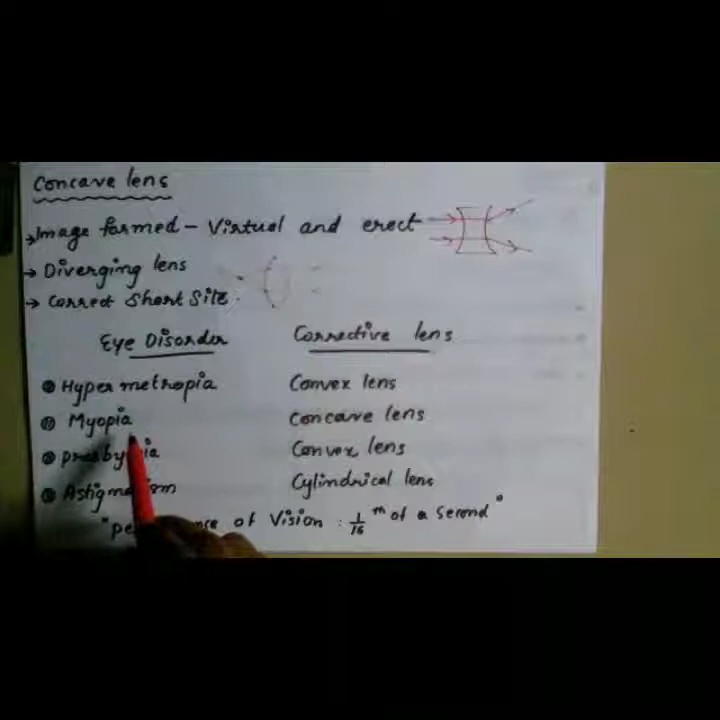 Concave lens
→ Image formed - Virtual and erect
→ Diverging lens
→ Correct Short Site.
Eye Disorder Corrective lens
Hypermetropia Convex lens
Myopia Concave lens
Convex lens
Cylindrical lens
of Vision : 1/16 th of a Second"